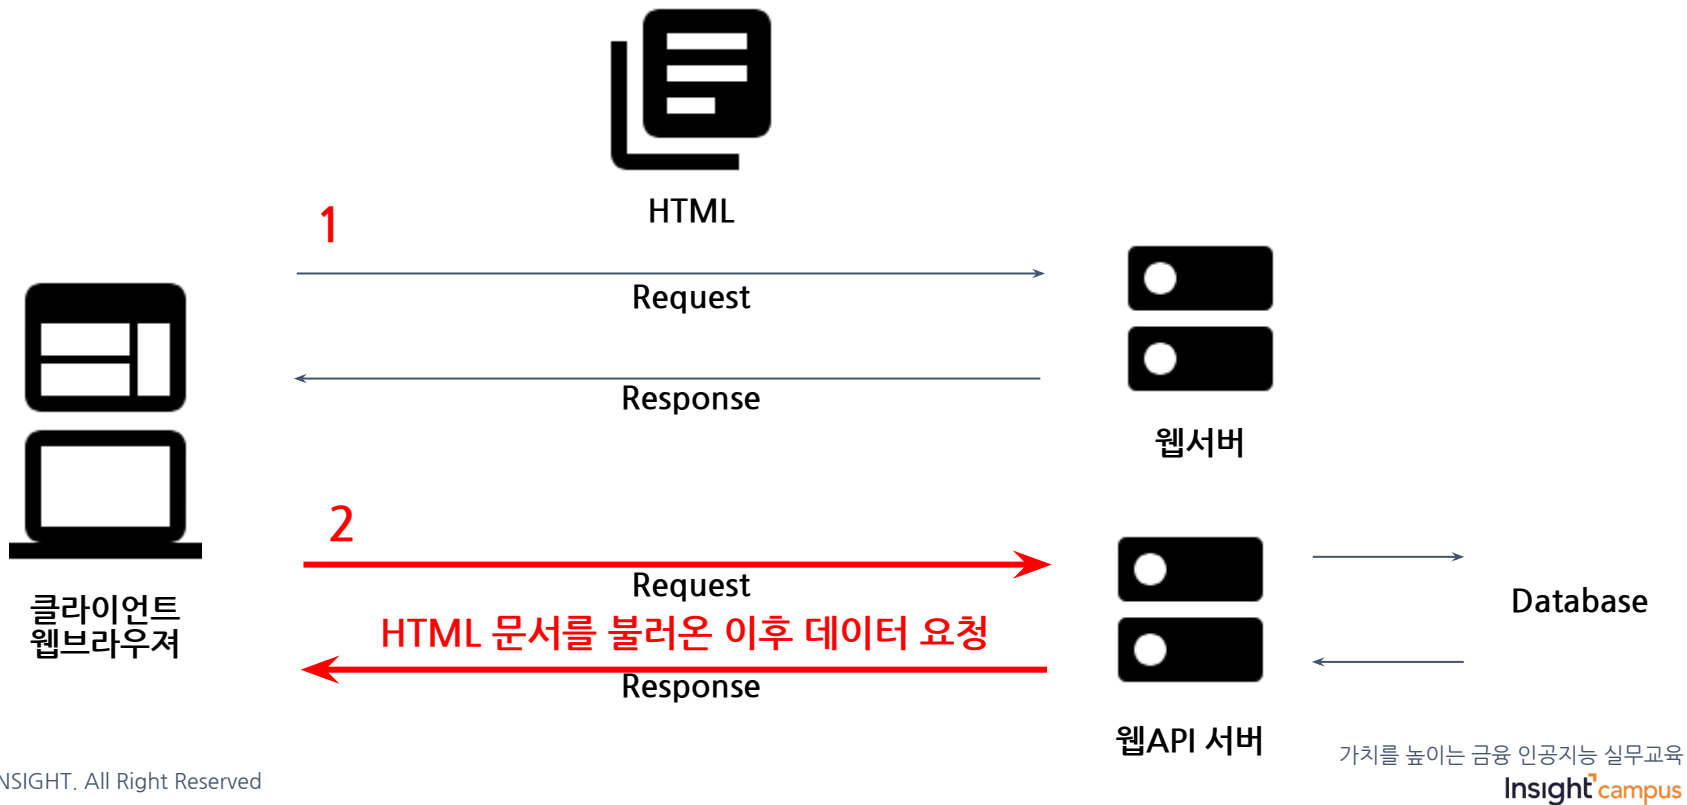 HTML
1
Request
Response
웹서버
2
Request
HTML 문서를 불러온 이후 데이터 요청
Response
클라이언트
웹브라우져
Database
웹API 서버
가치를 높이는 금융 인공지능 실무교육
Insight campus
NSIGHT. All Right Reserved